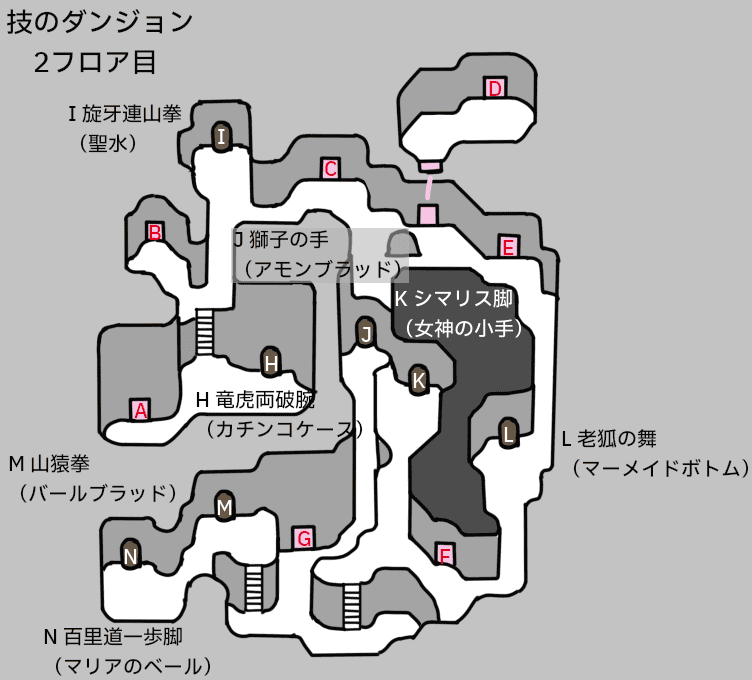 技のダンジョン
2フロア目
D
I 旋牙連山拳
（聖水）
I
C
B
J 獅子の手
（アモンブラッド）
E
K シマリス脚
（女神の小手）
J
H
K
A
H 竜虎両破腕
（カチンコケース）
L
L 老狐の舞
（マーメイドボトム）
M 山猿拳
（バールブラッド）
M
G
N
F
N 百里道一歩脚
（マリアのベール）